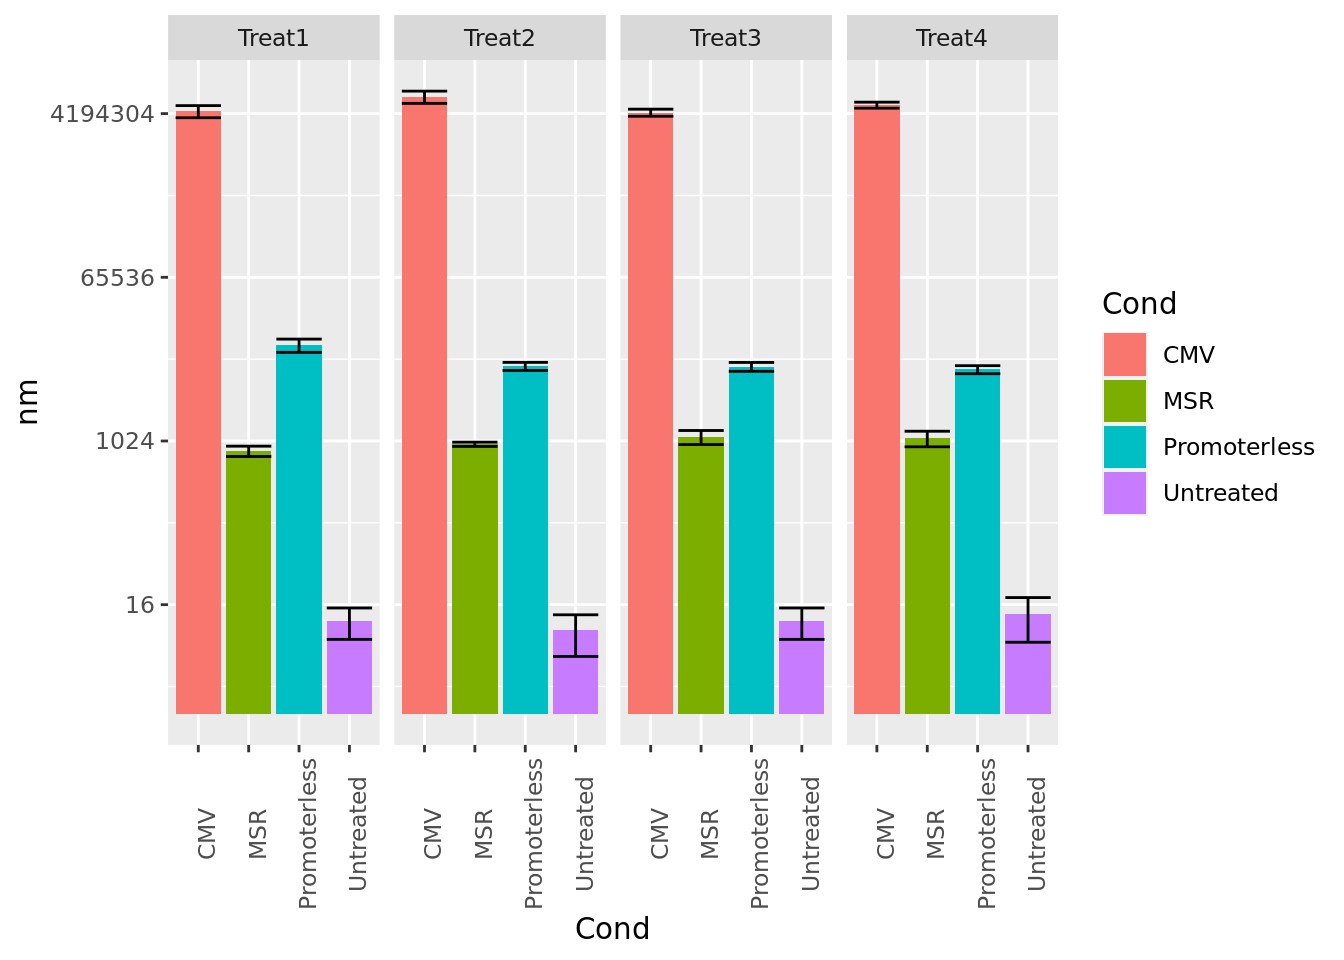 Treat1 Treat2 Treat3 Treat4
4194304
65536
1024
16
nm
CMV MSR Promoterless Untreated CMV MSR Promoterless Untreated CMV MSR Promoterless Untreated CMV MSR Promoterless Untreated
Cond
Cond
CMV
MSR
Promoterless
Untreated